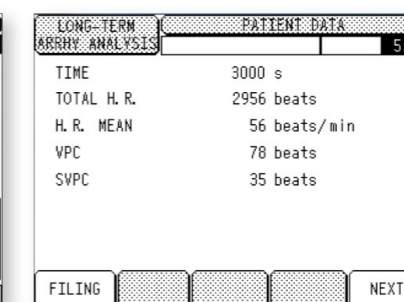 LONG-TERM
ARRHY ANALYSIS
PATIENT DATA
5
TIME 3000 s
TOTAL H.R. 2956 beats
H.R. MEAN 56 beats/min
VPC 78 beats
SVPC 35 beats
FILING NEXT